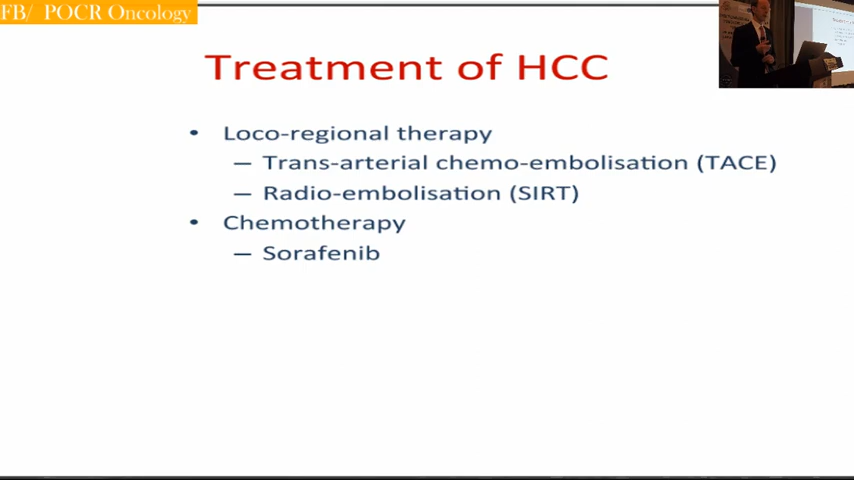 FB/ POCR Oncology
Treatment of HCC
• Loco-regional therapy
– Trans-arterial chemo-embolisation (TACE)
– Radio-embolisation (SIRT)
• Chemotherapy
– Sorafenib